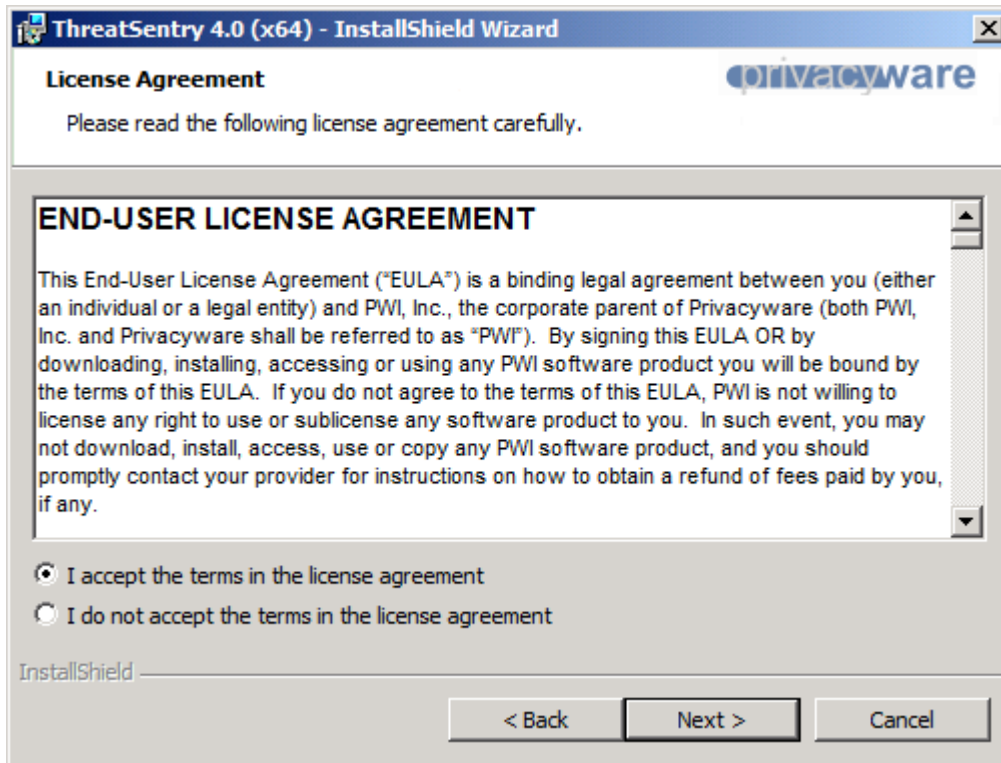 ThreatSentry 4.0 (x64) - InstallShield Wizard
License Agreement
privacyware
Please read the following license agreement carefully.
END-USER LICENSE AGREEMENT
This End-User License Agreement (“EULA”) is a binding legal agreement between you (either
an individual or a legal entity) and PWI, Inc., the corporate parent of Privacyware (both PWI,
Inc. and Privacyware shall be referred to as “PWI”).  By signing this EULA OR by
downloading, installing, accessing or using any PWI software product you will be bound by
the terms of this EULA.  If you do not agree to the terms of this EULA, PWI is not willing to
license any right to use or sublicense any software product to you.  In such event, you may
not download, install, access, use or copy any PWI software product, and you should
promptly contact your provider for instructions on how to obtain a refund of fees paid by you,
if any.
I accept the terms in the license agreement
I do not accept the terms in the license agreement
InstallShield
< Back
Next >
Cancel